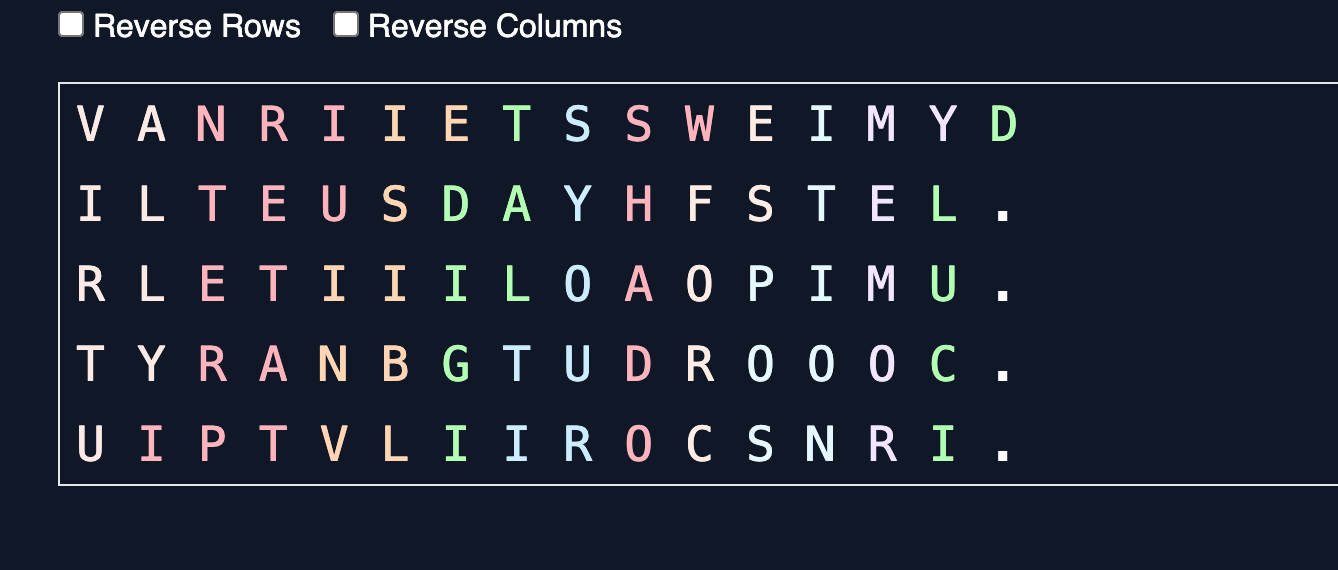 Reverse Rows Reverse Columns
V A N R I I E T S S W E I M Y D
I L T E U S D A Y H F S T E L .
R L E T I I I L O A O P I M U .
T Y R A N B G T U D R O O O C .
U I P T V L I I R O C S N R I .